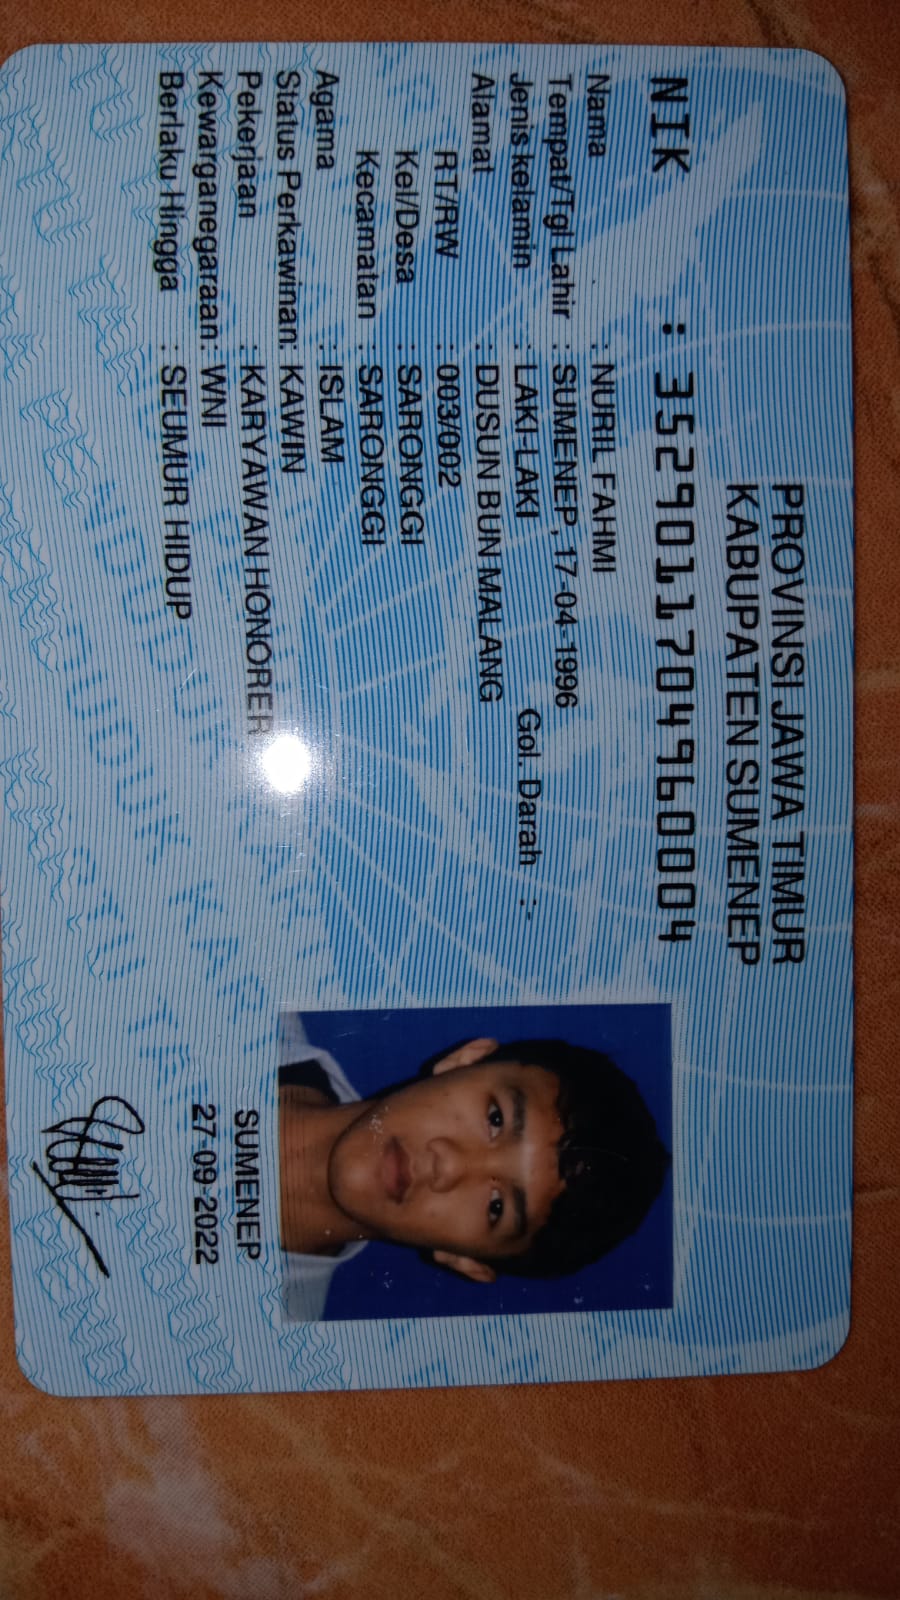 PROVINSI JAWA TIMUR
KABUPATEN SUMENEP
NIK : 3529011704960004
Nama : NURIL FAHMI
Tempat/Tgl Lahir : SUMENEP, 17-04-1996
Jenis kelamin : LAKI-LAKI Gol. Darah :-
Alamat : DUSUN BUN MALANG
RT/RW : 003/002
Kel/Desa : SARONGGI
Kecamatan : SARONGGI
Agama : ISLAM
Status Perkawinan: KAWIN
Pekerjaan : KARYAWAN HONORER
Kewarganegaraan: WNI
Berlaku Hingga : SEUMUR HIDUP
SUMENEP
27-09-2022